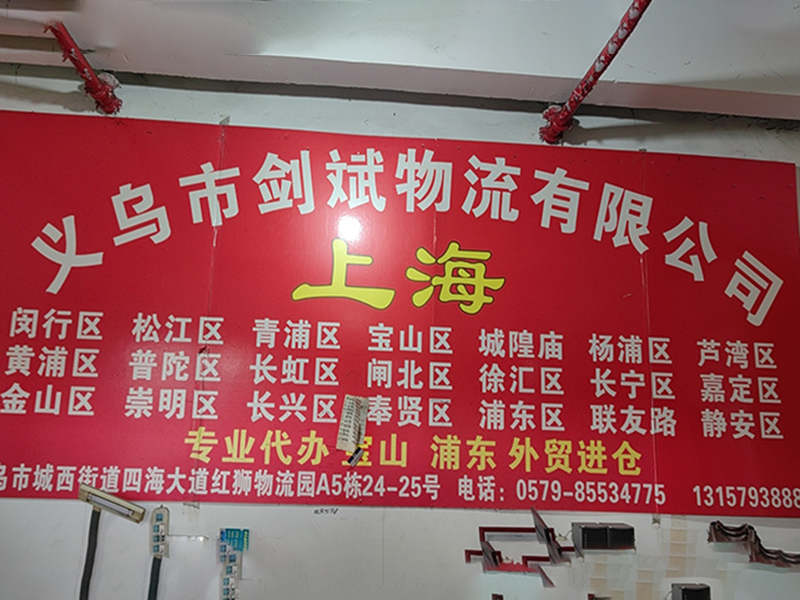 义乌市剑斌物流有限公司
上海
闵行区 松江区 青浦区 宝山区 城隍庙 杨浦区 芦湾区
黄浦区 普陀区 长虹区 闸北区 徐汇区 长宁区 嘉定区
金山区 崇明区 长兴区 奉贤区 浦东区 联友路 静安区
专业代办 宝山 浦东 外贸进仓
乌市城西街道四海大道红狮物流园A5栋24-25号 电话：0579-85534775 1315793888